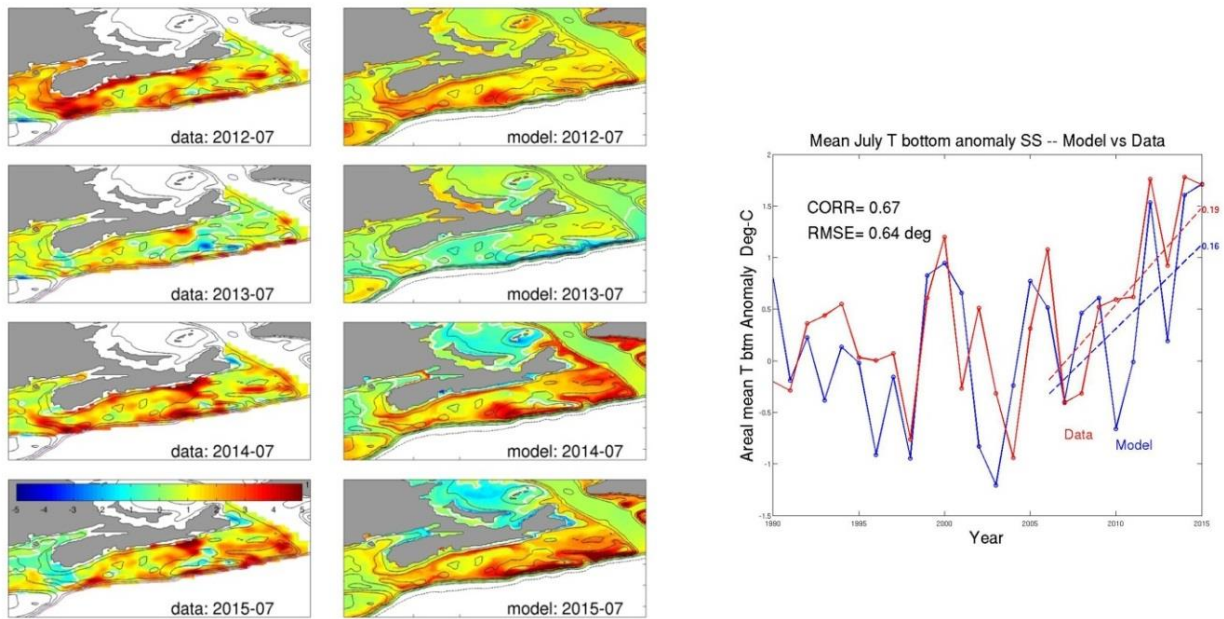 data: 2012-07
model: 2012-07
data: 2013-07
model: 2013-07
data: 2014-07
model: 2014-07
-5 -4 -3 -2 -1 0 1 2 3 4 5
1
data: 2015-07
model: 2015-07
Mean July T bottom anomaly SS -- Model vs Data
CORR= 0.67
RMSE= 0.64 deg
Areal mean T btm Anomaly Deg-C
2
1.5
1
0.5
0
-0.5
-1
-1.5
0.19
0.16
Data
Model
1990 1995 2000 2005 2010 2015
Year